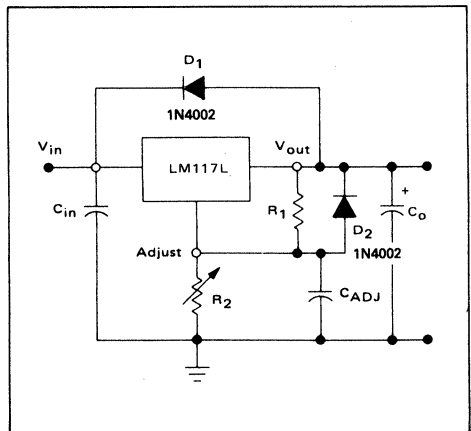 D1
1N4002
Vin
Vout
LM117L
Cin
R1
+
Co
D2
1N4002
Adjust
R2
CADJ